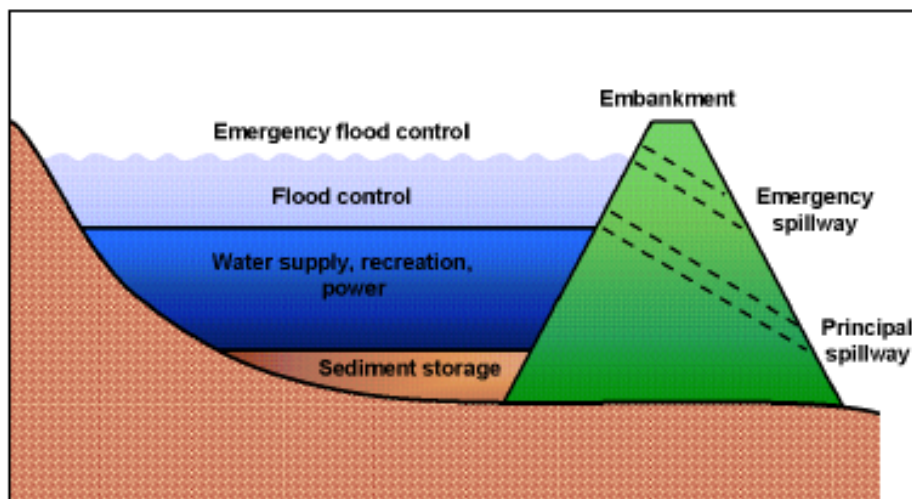 Embankment
Emergency flood control
Flood control
Emergency
spillway
Water supply, recreation,
power
Principal
spillway
Sediment storage